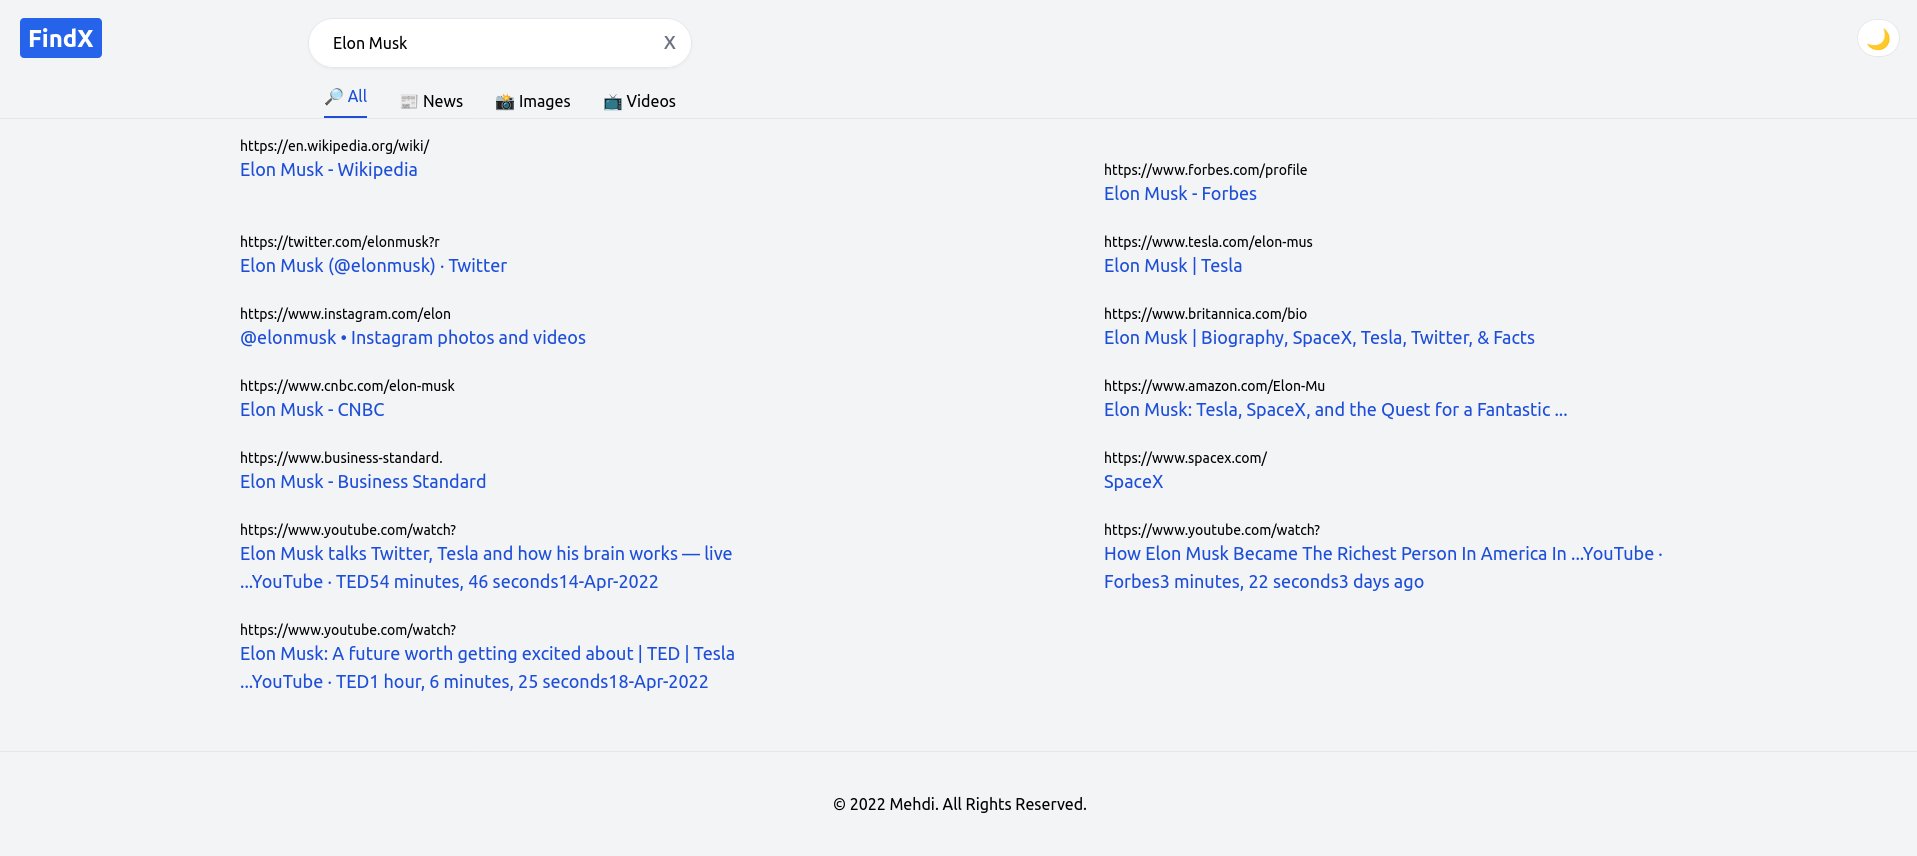 FindX
Elon Musk
X
All
News
Images
Videos
https://en.wikipedia.org/wiki/
Elon Musk - Wikipedia
https://www.forbes.com/profile
Elon Musk - Forbes
https://twitter.com/elonmusk?r
Elon Musk (@elonmusk) · Twitter
https://www.tesla.com/elon-mus
Elon Musk | Tesla
https://www.instagram.com/elon
@elonmusk • Instagram photos and videos
https://www.britannica.com/bio
Elon Musk | Biography, SpaceX, Tesla, Twitter, & Facts
https://www.cnbc.com/elon-musk
Elon Musk - CNBC
https://www.amazon.com/Elon-Mu
Elon Musk: Tesla, SpaceX, and the Quest for a Fantastic ...
https://www.business-standard.
Elon Musk - Business Standard
https://www.spacex.com/
SpaceX
https://www.youtube.com/watch?
Elon Musk talks Twitter, Tesla and how his brain works — live
...YouTube · TED54 minutes, 46 seconds14-Apr-2022
https://www.youtube.com/watch?
How Elon Musk Became The Richest Person In America In ...YouTube ·
Forbes3 minutes, 22 seconds3 days ago
https://www.youtube.com/watch?
Elon Musk: A future worth getting excited about | TED | Tesla
...YouTube · TED1 hour, 6 minutes, 25 seconds18-Apr-2022
© 2022 Mehdi. All Rights Reserved.